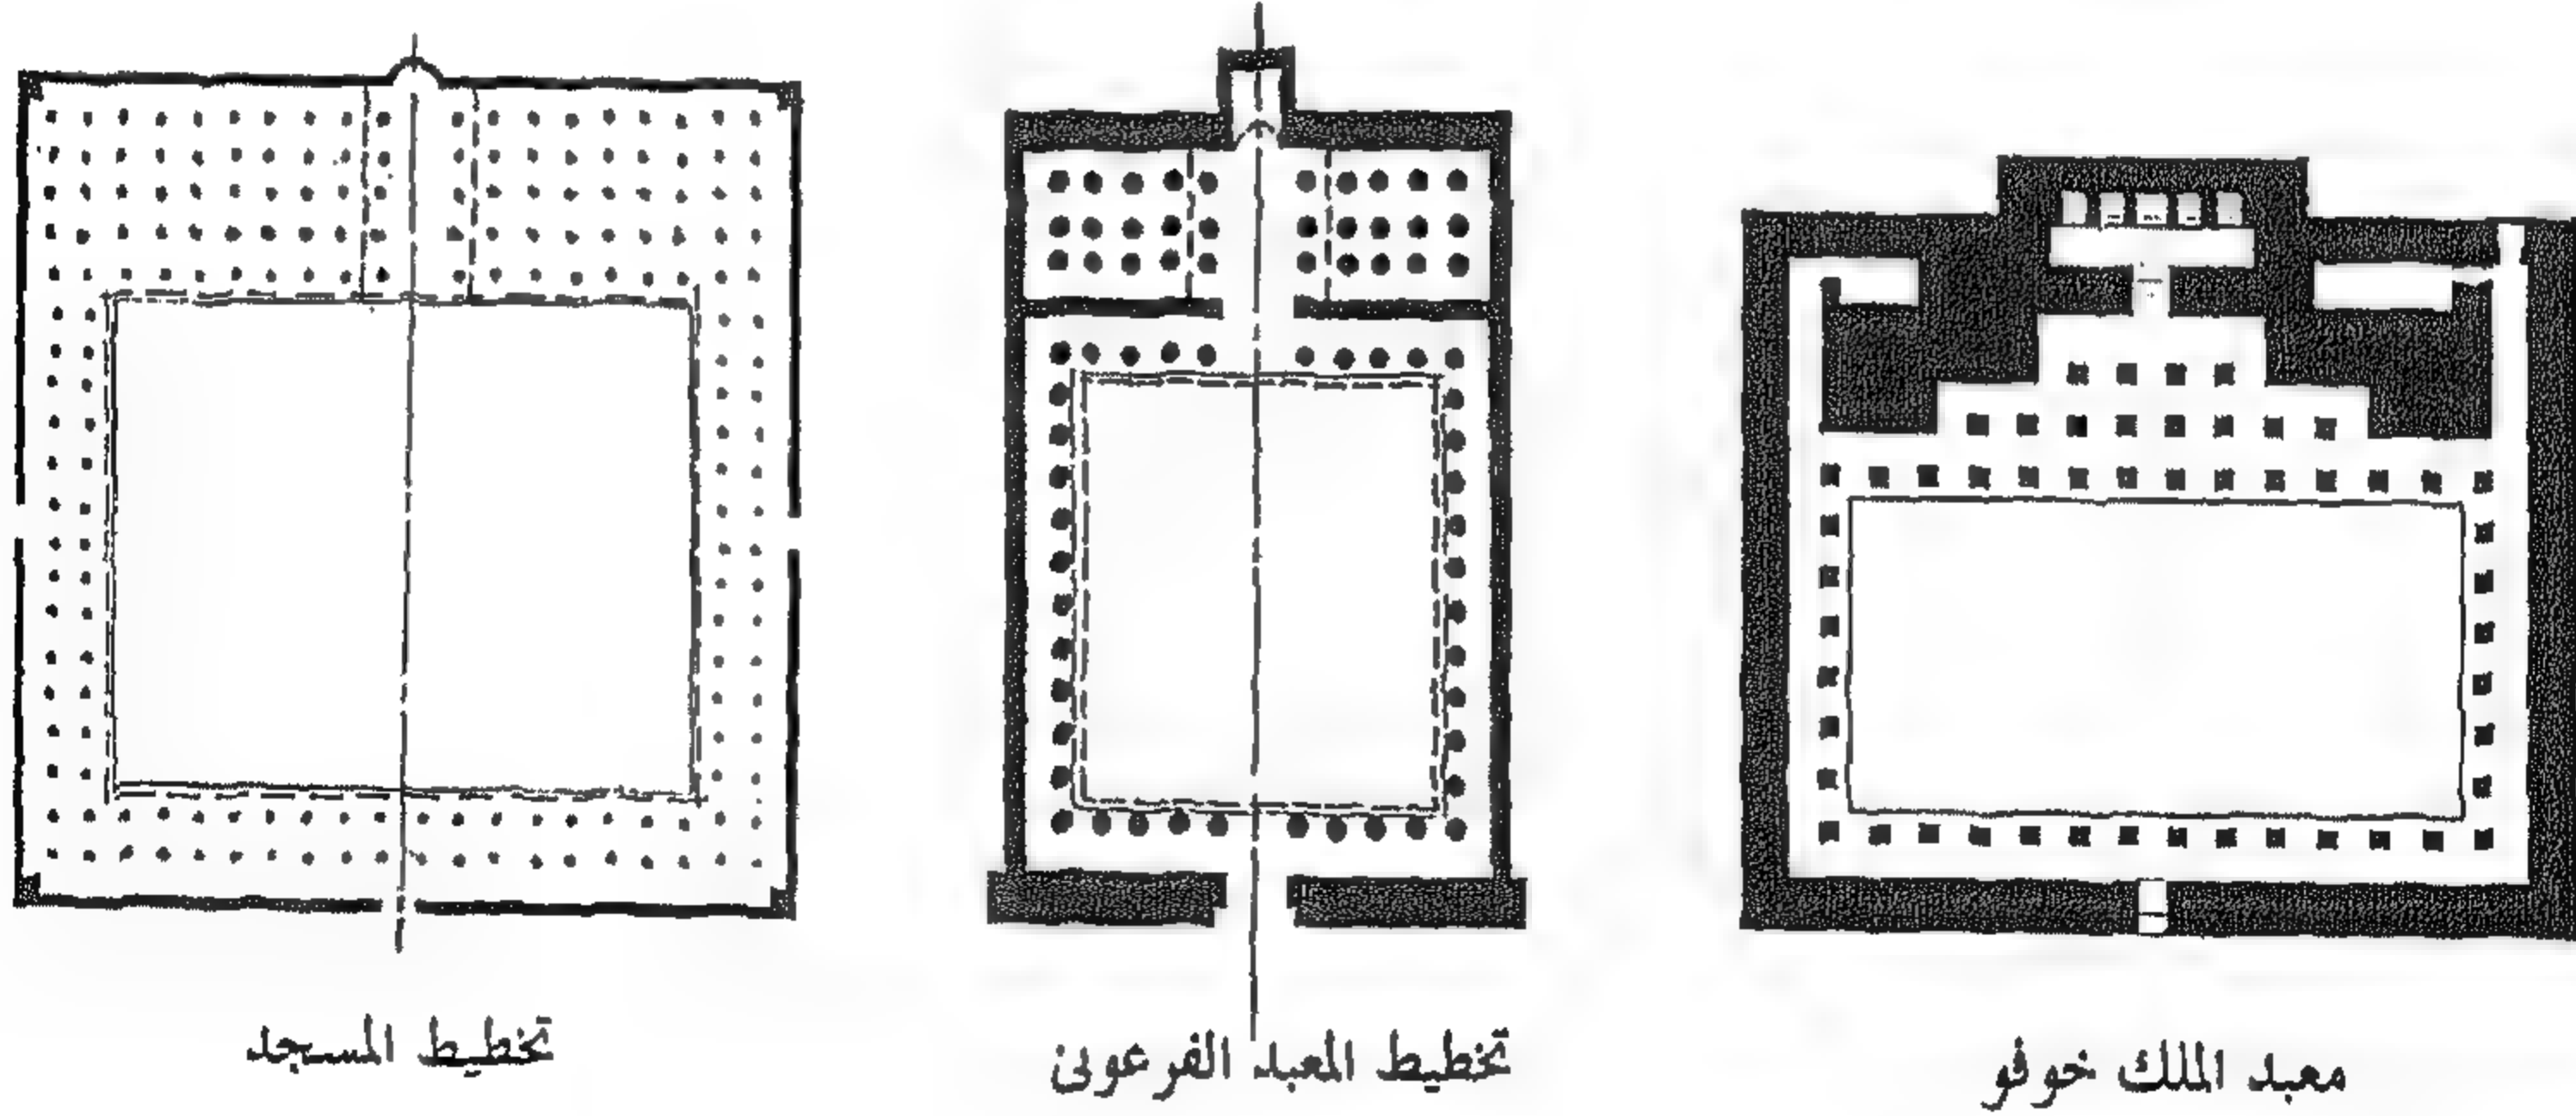 معبد الملك خوفو
تخطيط المعبد الفرعونى
تخطيط المسجد